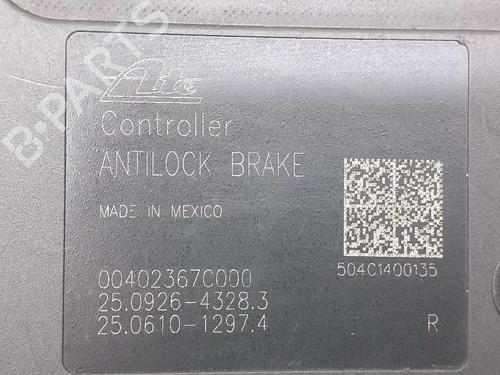 B-PARTS
Ate
Controller
ANTILOCK BRAKE
MADE IN MEXICO
504C1400135
00402367C000
25.0926-4328.3
25.0610-1297.4
R